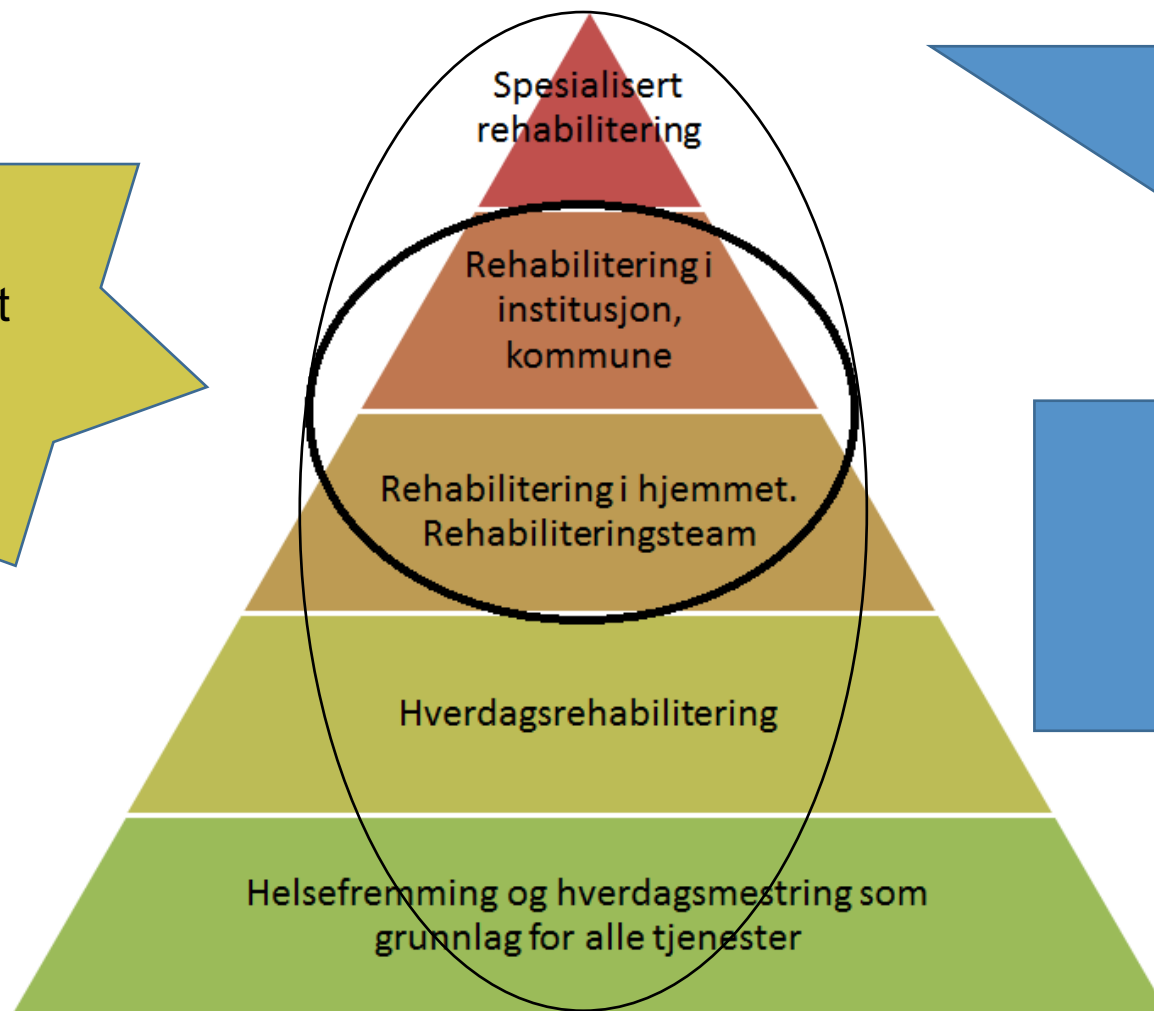 Spesialisert
rehabilitering
t
Rehabilitering i
institusjon,
kommune
Rehabilitering i hjemmet.
Rehabiliteringsteam
Hverdagsrehabilitering
Helsefremming og hverdagsmestring som
grunnlag for alle tjenester